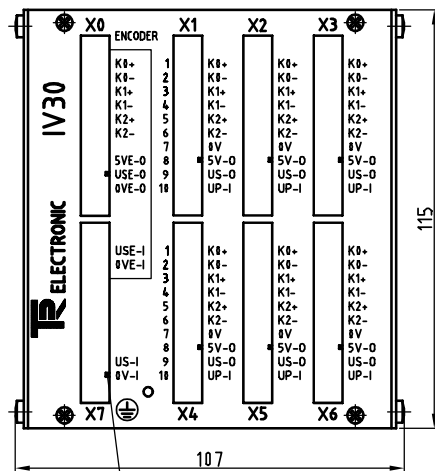 X0 X1 X2 X3
ENCODER
K0+ 1 K0+ K0+ K0+
K0- 2 K0- K0- K0-
K1+ 3 K1+ K1+ K1+
K1- 4 K1- K1- K1-
K2+ 5 K2+ K2+ K2+
K2- 6 K2- K2- K2-
7 0V 0V 0V
5VE-O 8 5V-O 5V-O 5V-O
USE-O 9 US-O US-O US-O
0VE-O 10 UP-I UP-I UP-I
IV30
TR ELECTRONIC
USE-I 1 K0+ K0+ K0+
0VE-I 2 K0- K0- K0-
3 K1+ K1+ K1+
4 K1- K1- K1-
5 K2+ K2+ K2+
6 K2- K2- K2-
7 0V 0V 0V
8 5V-O 5V-O 5V-O
US-I 9 US-O US-O US-O
0V-I 10 UP-I UP-I UP-I
X7 X4 X5 X6
115
107